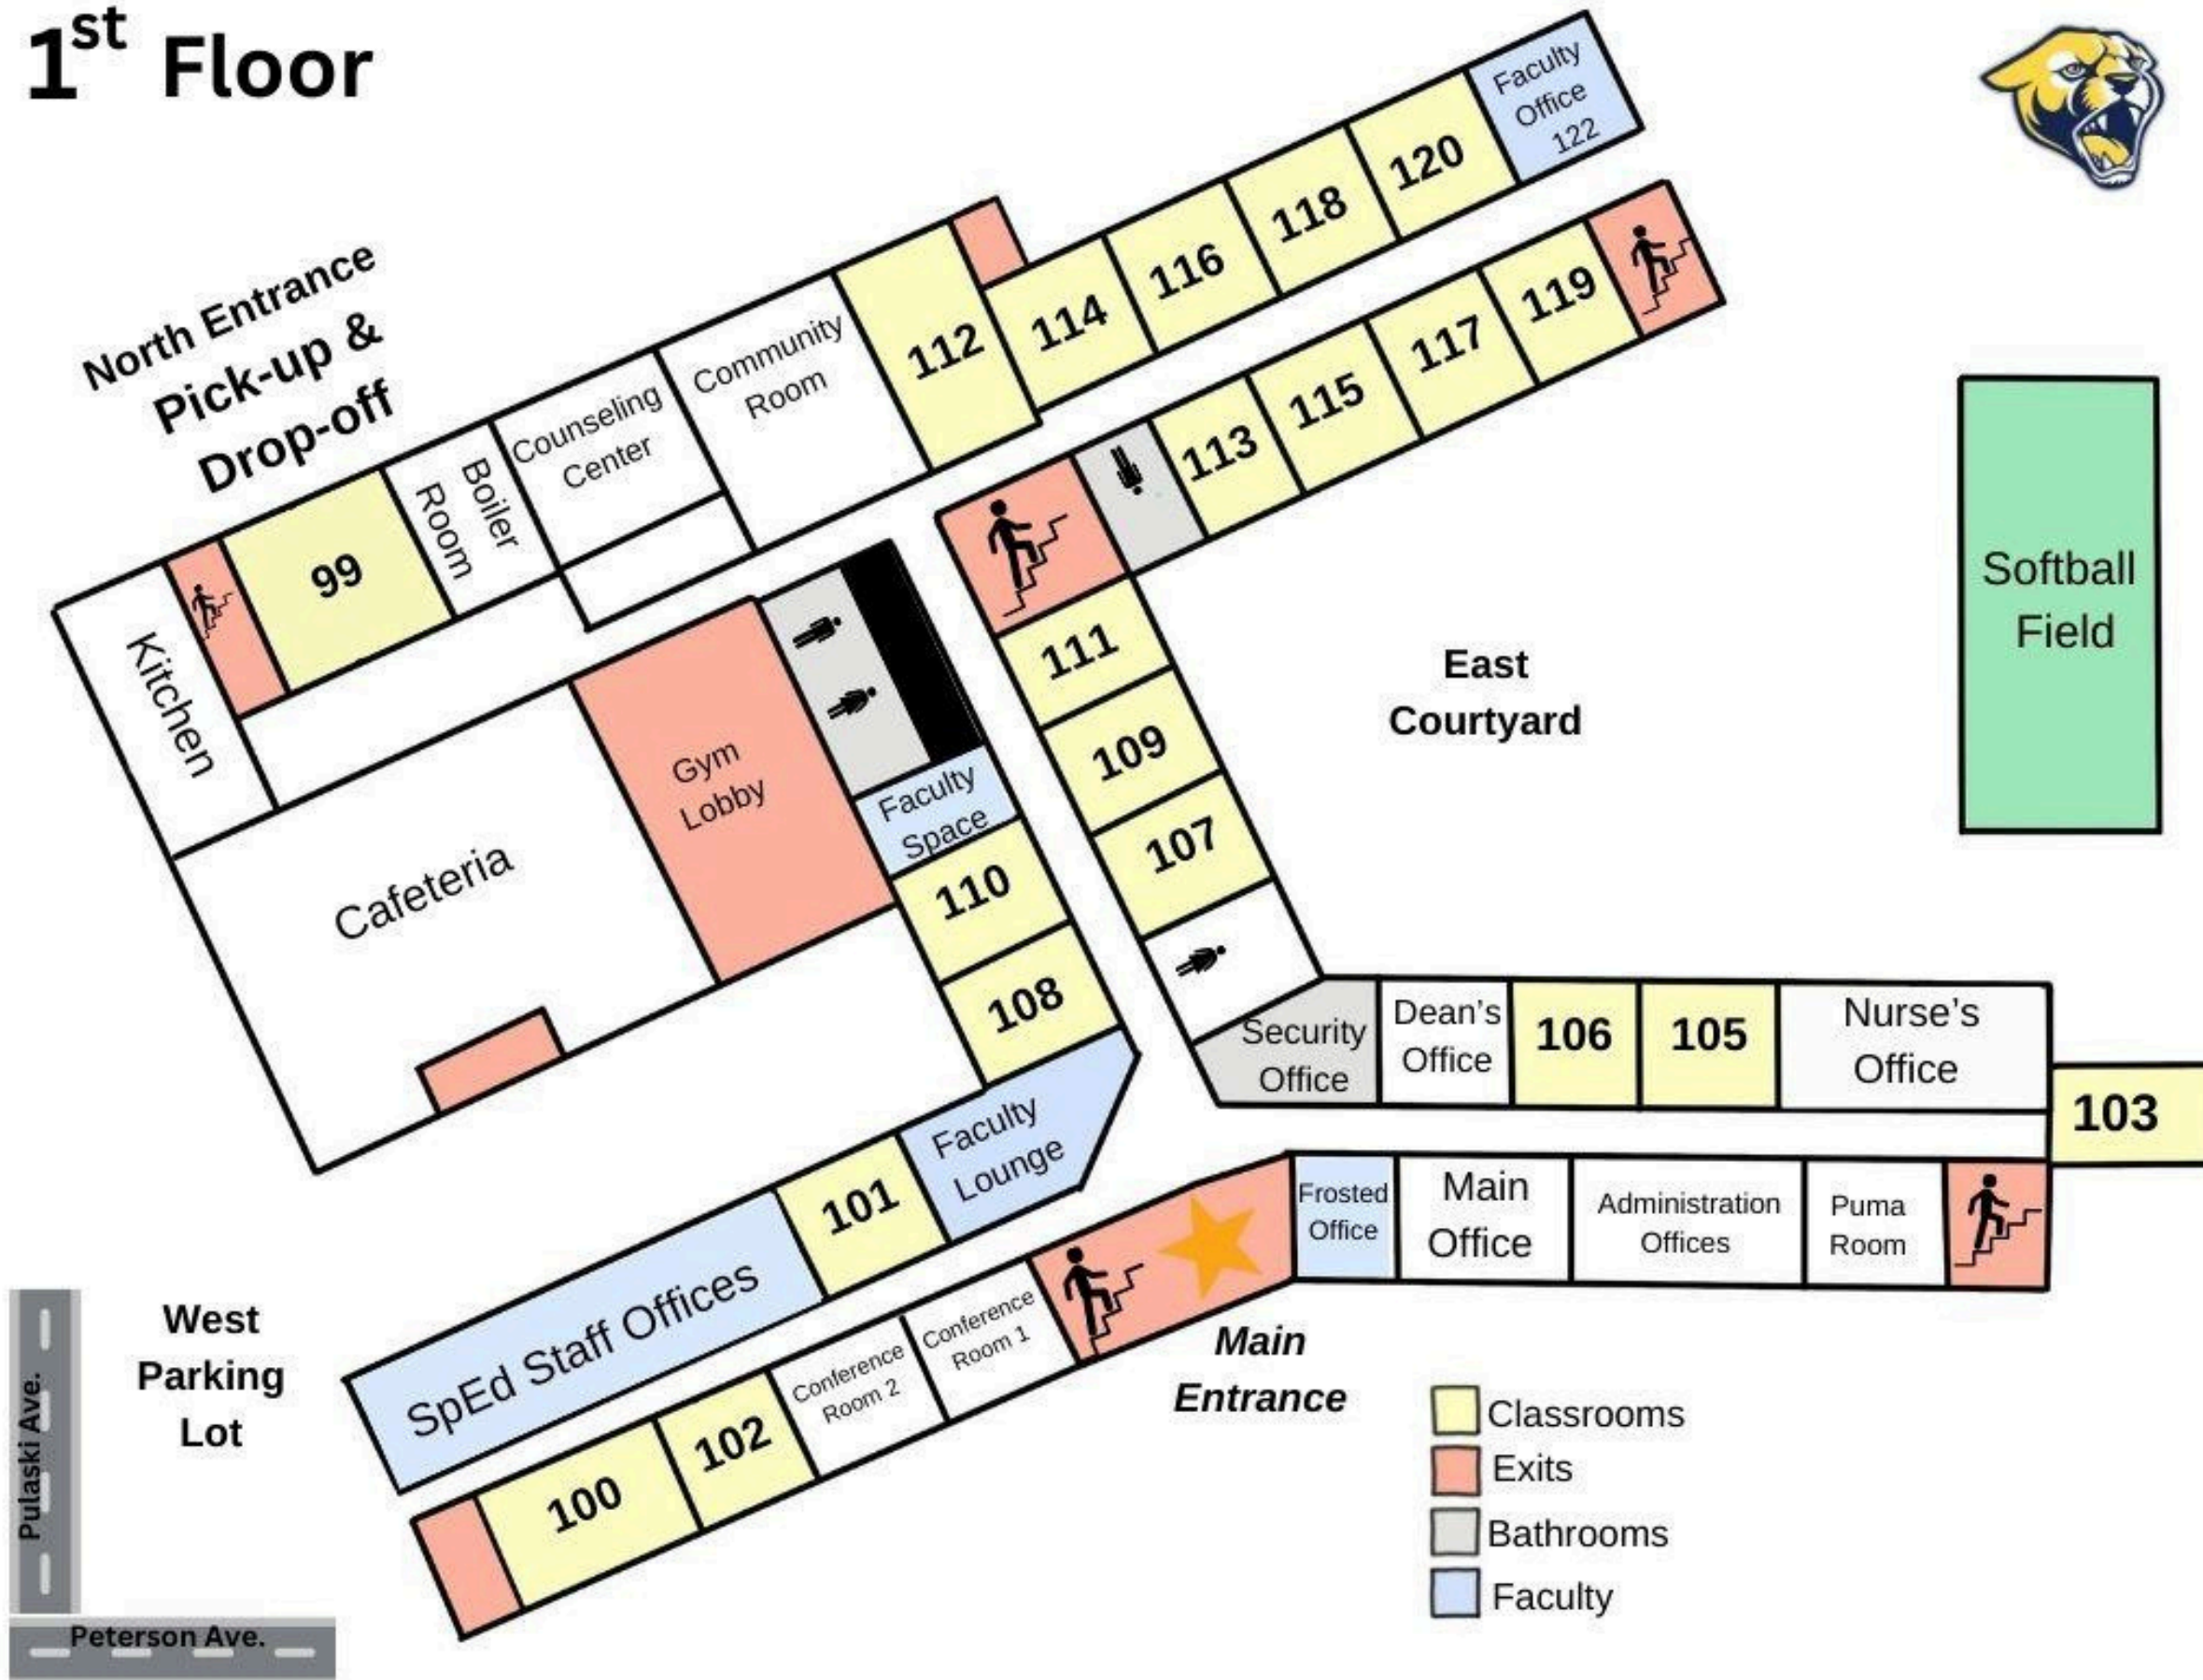 1st Floor
North Entrance
Pick-up &
Drop-off
Faculty
Office
122
120
118
116
114
112
Community
Room
Counseling
Center
Boiler
Room
99
Kitchen
119
117
115
113
111
109
107
Gym
Lobby
Cafeteria
Faculty
Space
110
108
East
Courtyard
Softball
Field
Security
Office
Dean's
Office
106
105
Nurse's
Office
103
Faculty
Lounge
101
SpEd Staff Offices
Frosted
Office
Main
Office
Administration
Offices
Puma
Room
Conference
Room 1
Conference
Room 2
102
100
Main
Entrance
West
Parking
Lot
Pulaski Ave.
Peterson Ave.
Classrooms
Exits
Bathrooms
Faculty